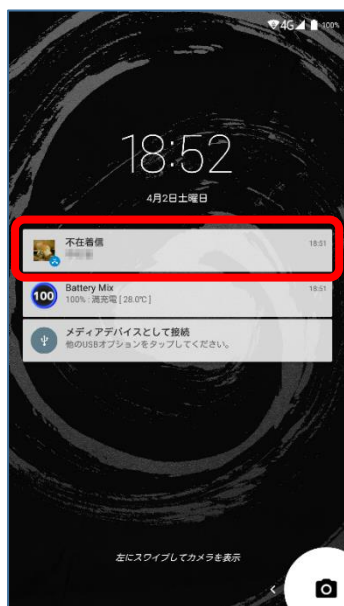 4G 100%
18:52
4月2日土曜日
不在着信 18:51
Battery Mix 18:51
100 100% : 満充電 [ 28.0℃ ]
メディアデバイスとして接続
他のUSBオプションをタップしてください。
左にスワイプしてカメラを表示